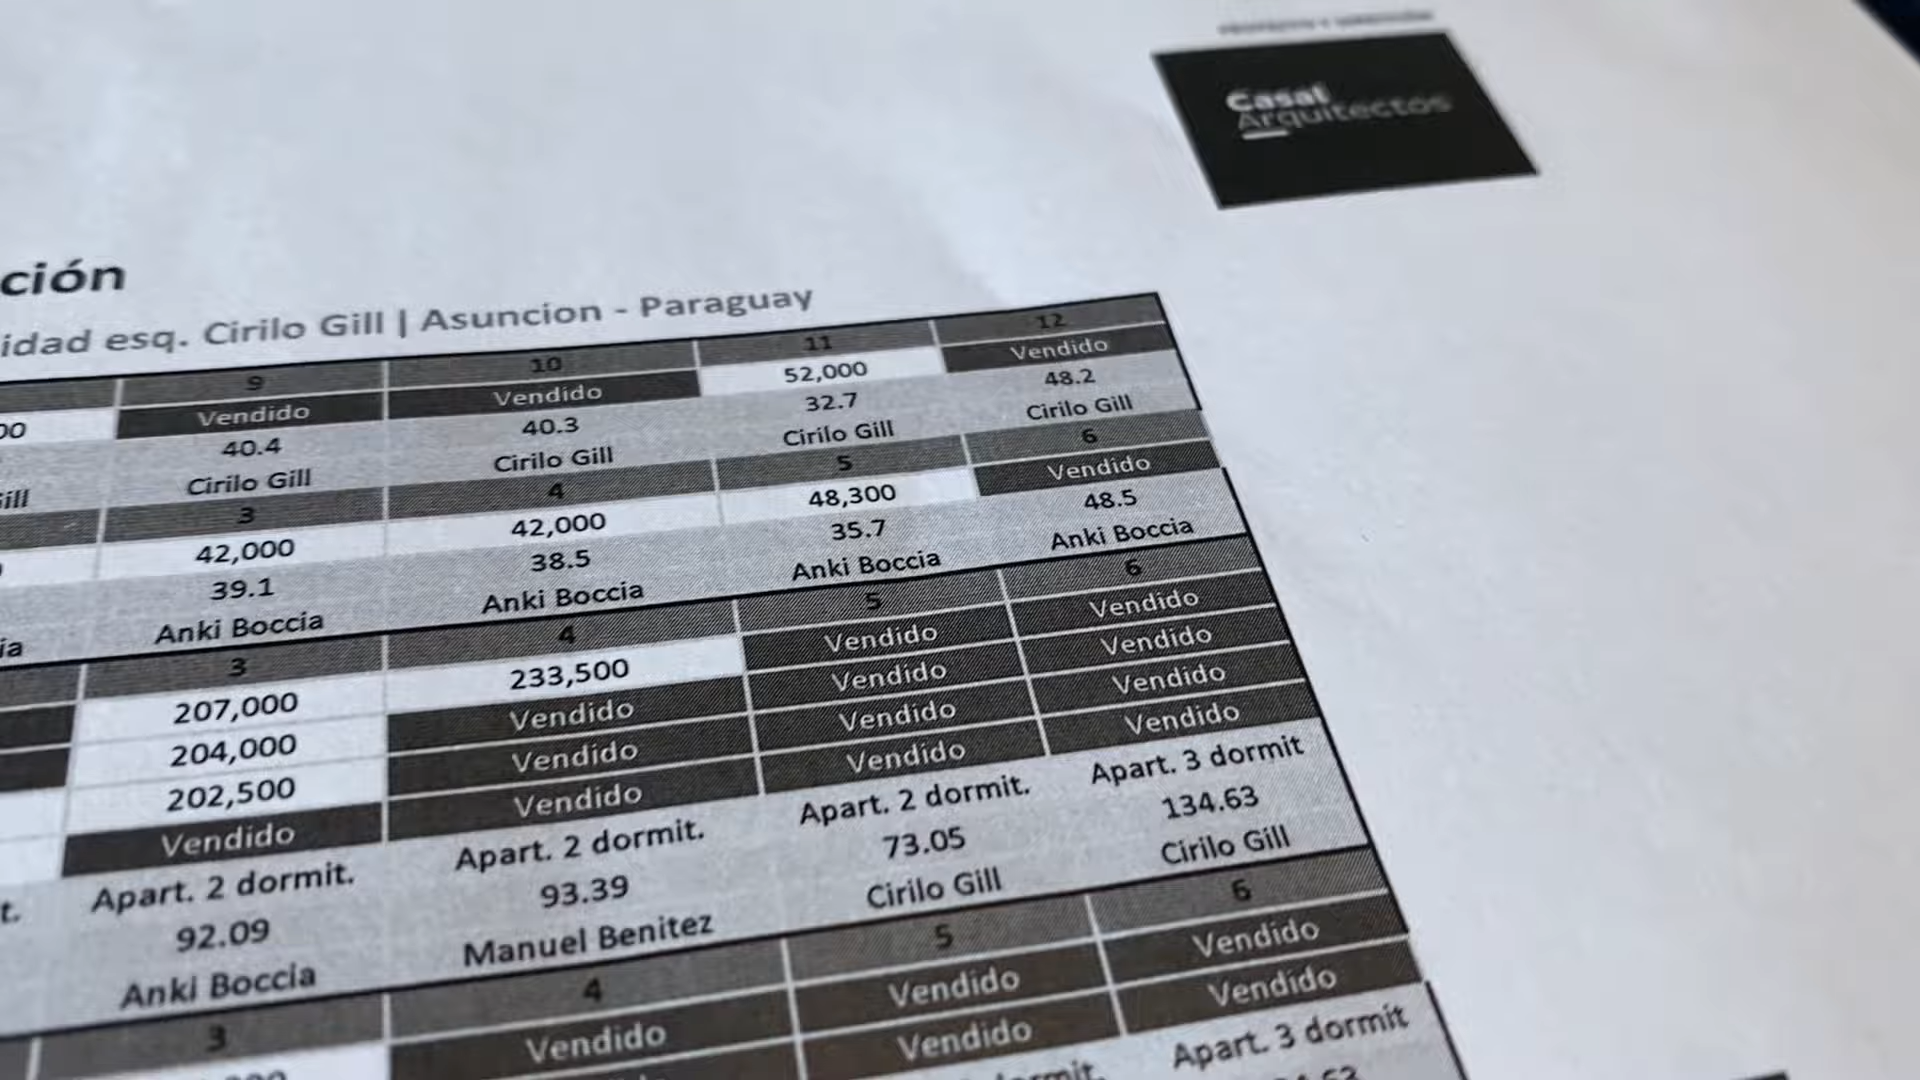 Casal
Arquitectos
ción
idad esq. Cirilo Gill | Asuncion - Paraguay
9 10 11 12
00 Vendido Vendido 52,000 Vendido
40.4 40.3 32.7 48.2
ill Cirilo Gill Cirilo Gill Cirilo Gill Cirilo Gill
3 4 5 6
42,000 42,000 48,300 Vendido
39.1 38.5 35.7 48.5
ia Anki Boccia Anki Boccia Anki Boccia Anki Boccia
3 4 5 6
207,000 233,500 Vendido Vendido
204,000 Vendido Vendido Vendido
202,500 Vendido Vendido Vendido
Vendido Vendido Vendido Vendido
t. Apart. 2 dormit. Apart. 2 dormit. Apart. 2 dormit. Apart. 3 dormit
92.09 93.39 73.05 134.63
Anki Boccia Manuel Benitez Cirilo Gill Cirilo Gill
3 4 5 6
Vendido Vendido Vendido
Vendido Vendido
Apart. 3 dormit